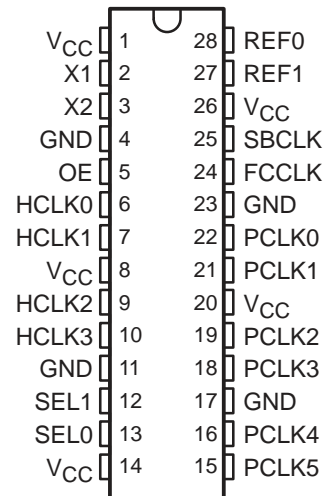 VCC 1 28 REF0
X1 2 27 REF1
X2 3 26 VCC
GND 4 25 SBCLK
OE 5 24 FCCLK
HCLK0 6 23 GND
HCLK1 7 22 PCLK0
VCC 8 21 PCLK1
HCLK2 9 20 VCC
HCLK3 10 19 PCLK2
GND 11 18 PCLK3
SEL1 12 17 GND
SEL0 13 16 PCLK4
VCC 14 15 PCLK5